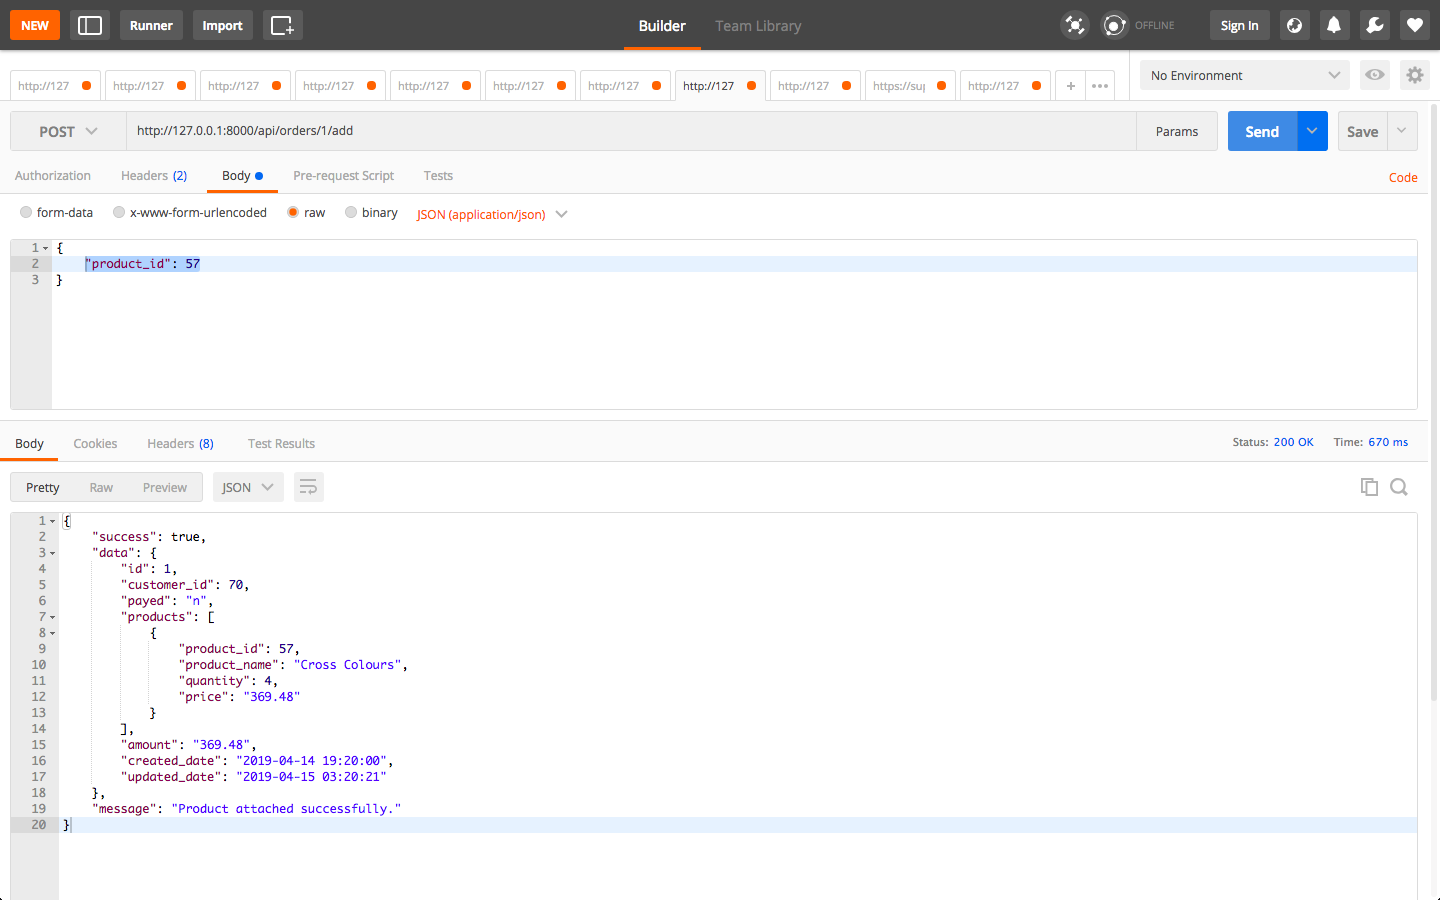 NEW Runner Import Builder Team Library OFFLINE Sign In
http://127 http://127 http://127 http://127 http://127 http://127 http://127 http://127 http://127 https://sup http://127 + ••• No Environment
POST http://127.0.0.1:8000/api/orders/1/add Params Send Save
Authorization Headers (2) Body Pre-request Script Tests Code
form-data x-www-form-urlencoded raw binary JSON (application/json)
1 {
2 "product_id": 57
3 }
Body Cookies Headers (8) Test Results Status: 200 OK Time: 670 ms
Pretty Raw Preview JSON
1 {
2 "success": true,
3 "data": {
4 "id": 1,
5 "customer_id": 70,
6 "payed": "n",
7 "products": [
8 {
9 "product_id": 57,
10 "product_name": "Cross Colours",
11 "quantity": 4,
12 "price": "369.48"
13 }
14 ],
15 "amount": "369.48",
16 "created_date": "2019-04-14 19:20:00",
17 "updated_date": "2019-04-15 03:20:21"
18 },
19 "message": "Product attached successfully."
20 }